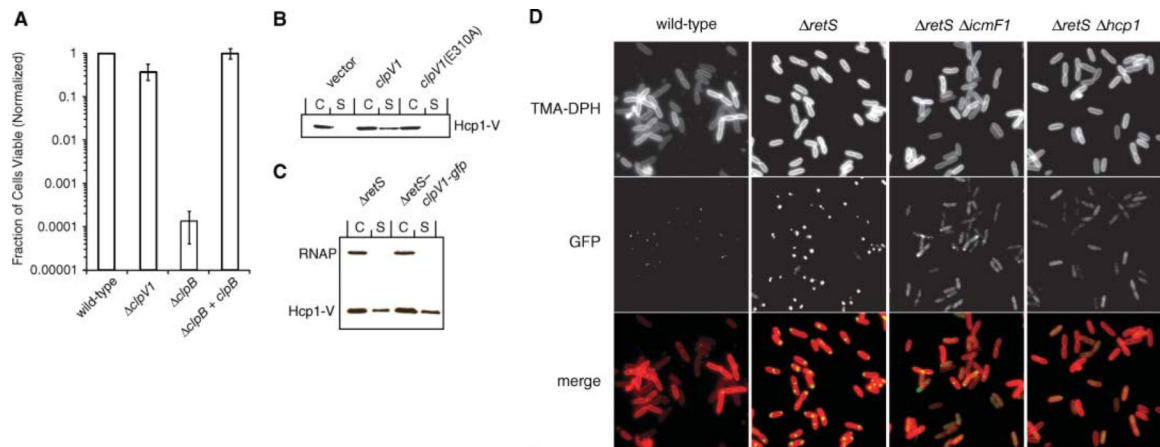 A
Fraction of Cells Viable (Normalized)
1
0.1
0.01
0.001
0.0001
0.00001
wild-type
ΔclpV1
ΔclpB
ΔclpB + clpB
B
vector
clpV1
clpV1(E310A)
C S C S C S
Hcp1-V
C
ΔretS
ΔretS–
clpV1-gfp
C S C S
RNAP
Hcp1-V
D
wild-type
ΔretS
ΔretS ΔicmF1
ΔretS Δhcp1
TMA-DPH
GFP
merge